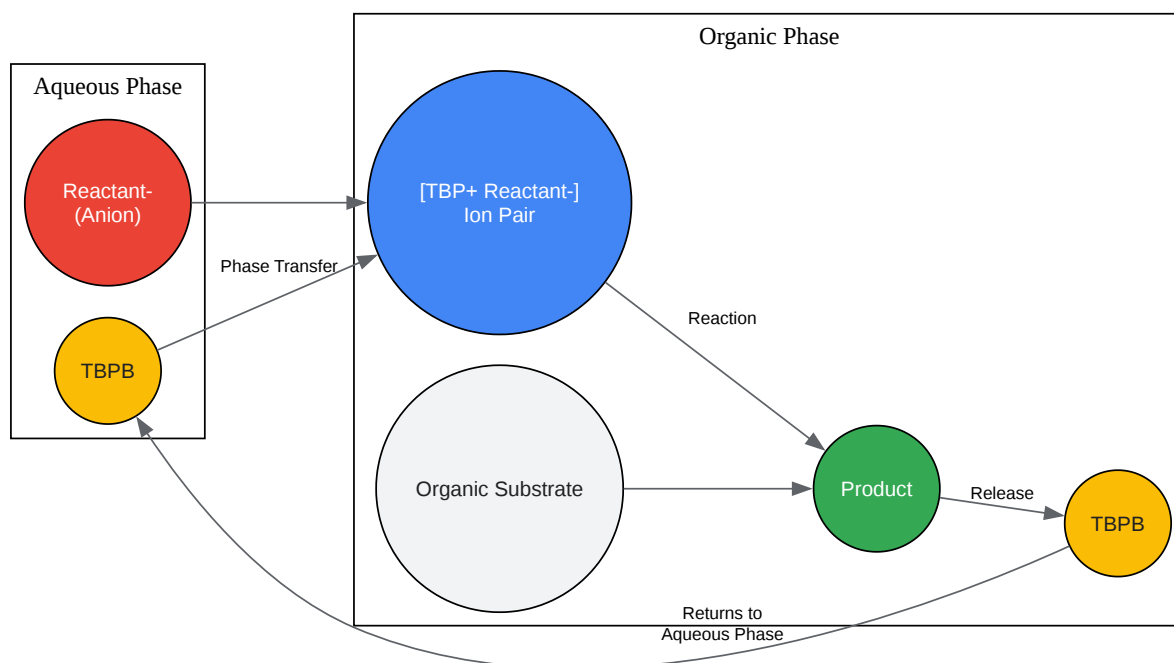 Organic Phase
Aqueous Phase
Reactant-
(Anion)
[TBP+ Reactant-]
Ion Pair
Phase Transfer
TBPB
Reaction
Organic Substrate
Product
Release
TBPB
Returns to
Aqueous Phase